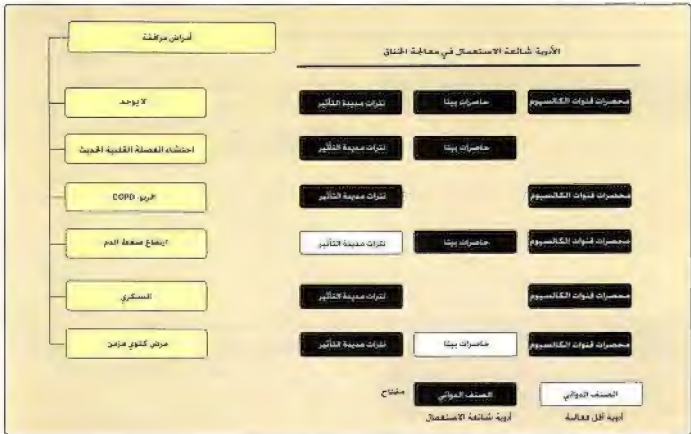 أمراض مرافقة
الأدوية شائعة الاستعمال في معالجة الخناق
لا يوجد
نترات مديدة التأثير
حاصرات بيتا
محصرات قنوات الكالسيوم
احتشاء العضلة القلبية الحديث
نترات مديدة التأثير
حاصرات بيتا
الربو، COPD
نترات مديدة التأثير
محصرات قنوات الكالسيوم
ارتفاع ضغط الدم
نترات مديدة التأثير
حاصرات بيتا
محصرات قنوات الكالسيوم
السكري
نترات مديدة التأثير
محصرات قنوات الكالسيوم
مرض كلوي مزمن
نترات مديدة التأثير
حاصرات بيتا
محصرات قنوات الكالسيوم
مفتاح
الصنف الدوائي
الصنف الدوائي
أدوية شائعة الاستعمال
أدوية أقل فعالية